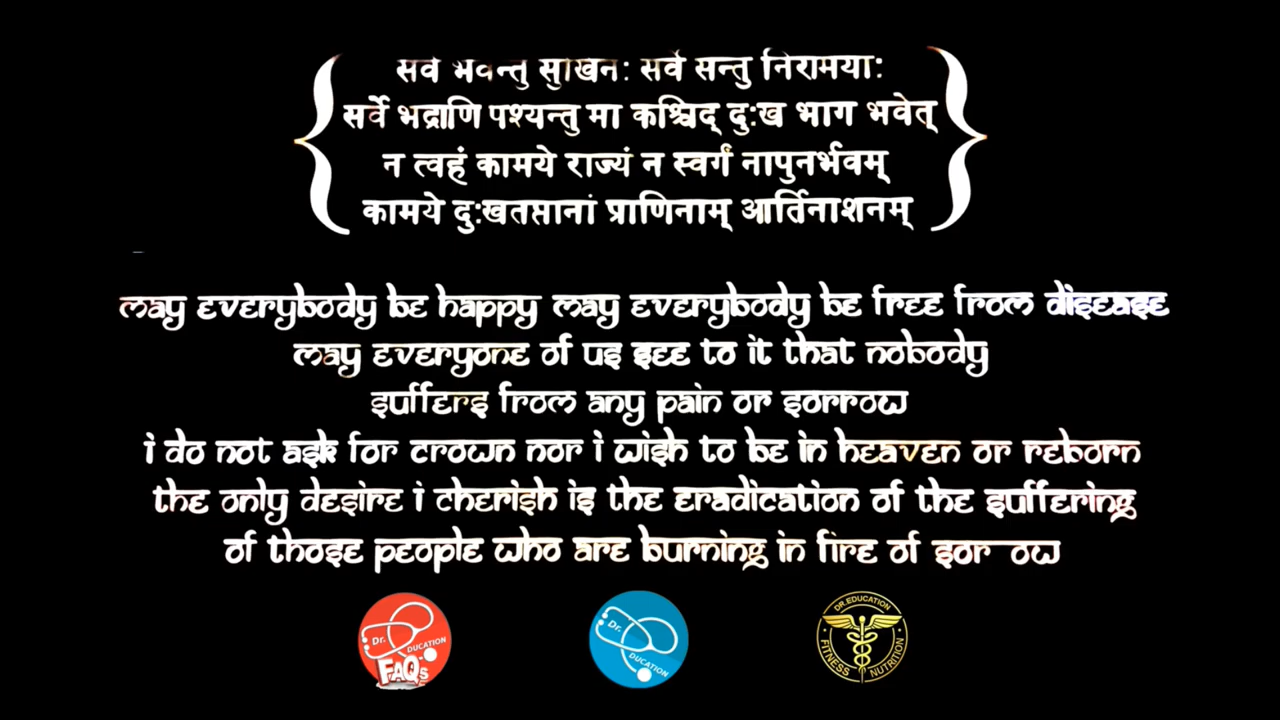 सर्वे भवन्तु सुखिन: सर्वे सन्तु निरामया:
सर्वे भद्राणि पश्यन्तु मा कश्चिद् दु:ख भाग भवेत्
न त्वहं कामये राज्यं न स्वर्गं नापुनर्भवम्
कामये दु:खतप्तानां प्राणिनाम् आर्तिनाशनम्
may everybody be happy may everybody be free from disease
may everyone of us see to it that nobody
suffers from any pain or sorrow
i do not ask for crown nor i wish to be in heaven or reborn
the only desire i cherish is the eradication of the suffering
of those people who are burning in fire of sor ow
Dr. DUCATION
FAQs
DUCATION
DR.EDUCATION
FITNESS NUTRITION